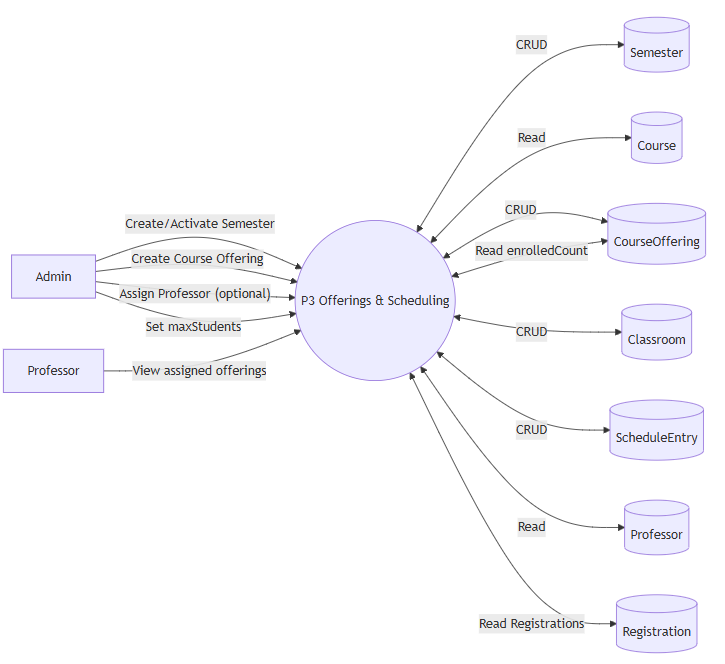 CRUD
Semester
Read
Course
CRUD
CourseOffering
Read enrolledCount
Create/Activate Semester
Create Course Offering
Admin
Assign Professor (optional)
Set maxStudents
P3 Offerings & Scheduling
CRUD
Classroom
Professor
View assigned offerings
CRUD
ScheduleEntry
Read
Professor
Read Registrations
Registration